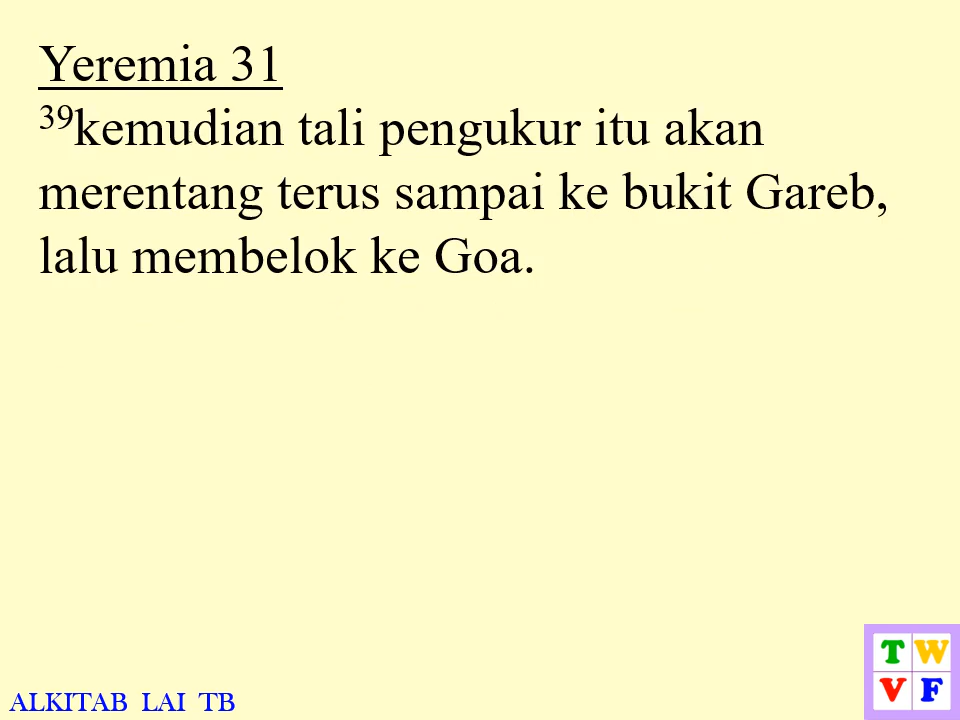 Yeremia 31
39kemudian tali pengukur itu akan
merentang terus sampai ke bukit Gareb,
lalu membelok ke Goa.
ALKITAB LAI TB
T W
V F